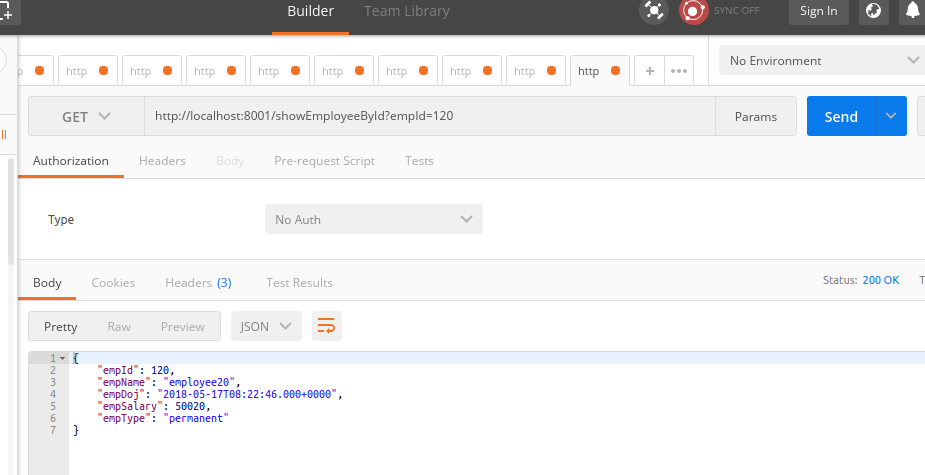 Builder Team Library SYNC OFF Sign In
http http http http http http http http http + ••• No Environment
GET http://localhost:8001/showEmployeeById?empId=120 Params Send
Authorization Headers Body Pre-request Script Tests
Type No Auth
Body Cookies Headers (3) Test Results Status: 200 OK
Pretty Raw Preview JSON
1 {
2 "empId": 120,
3 "empName": "employee20",
4 "empDoj": "2018-05-17T08:22:46.000+0000",
5 "empSalary": 50020,
6 "empType": "permanent"
7 }